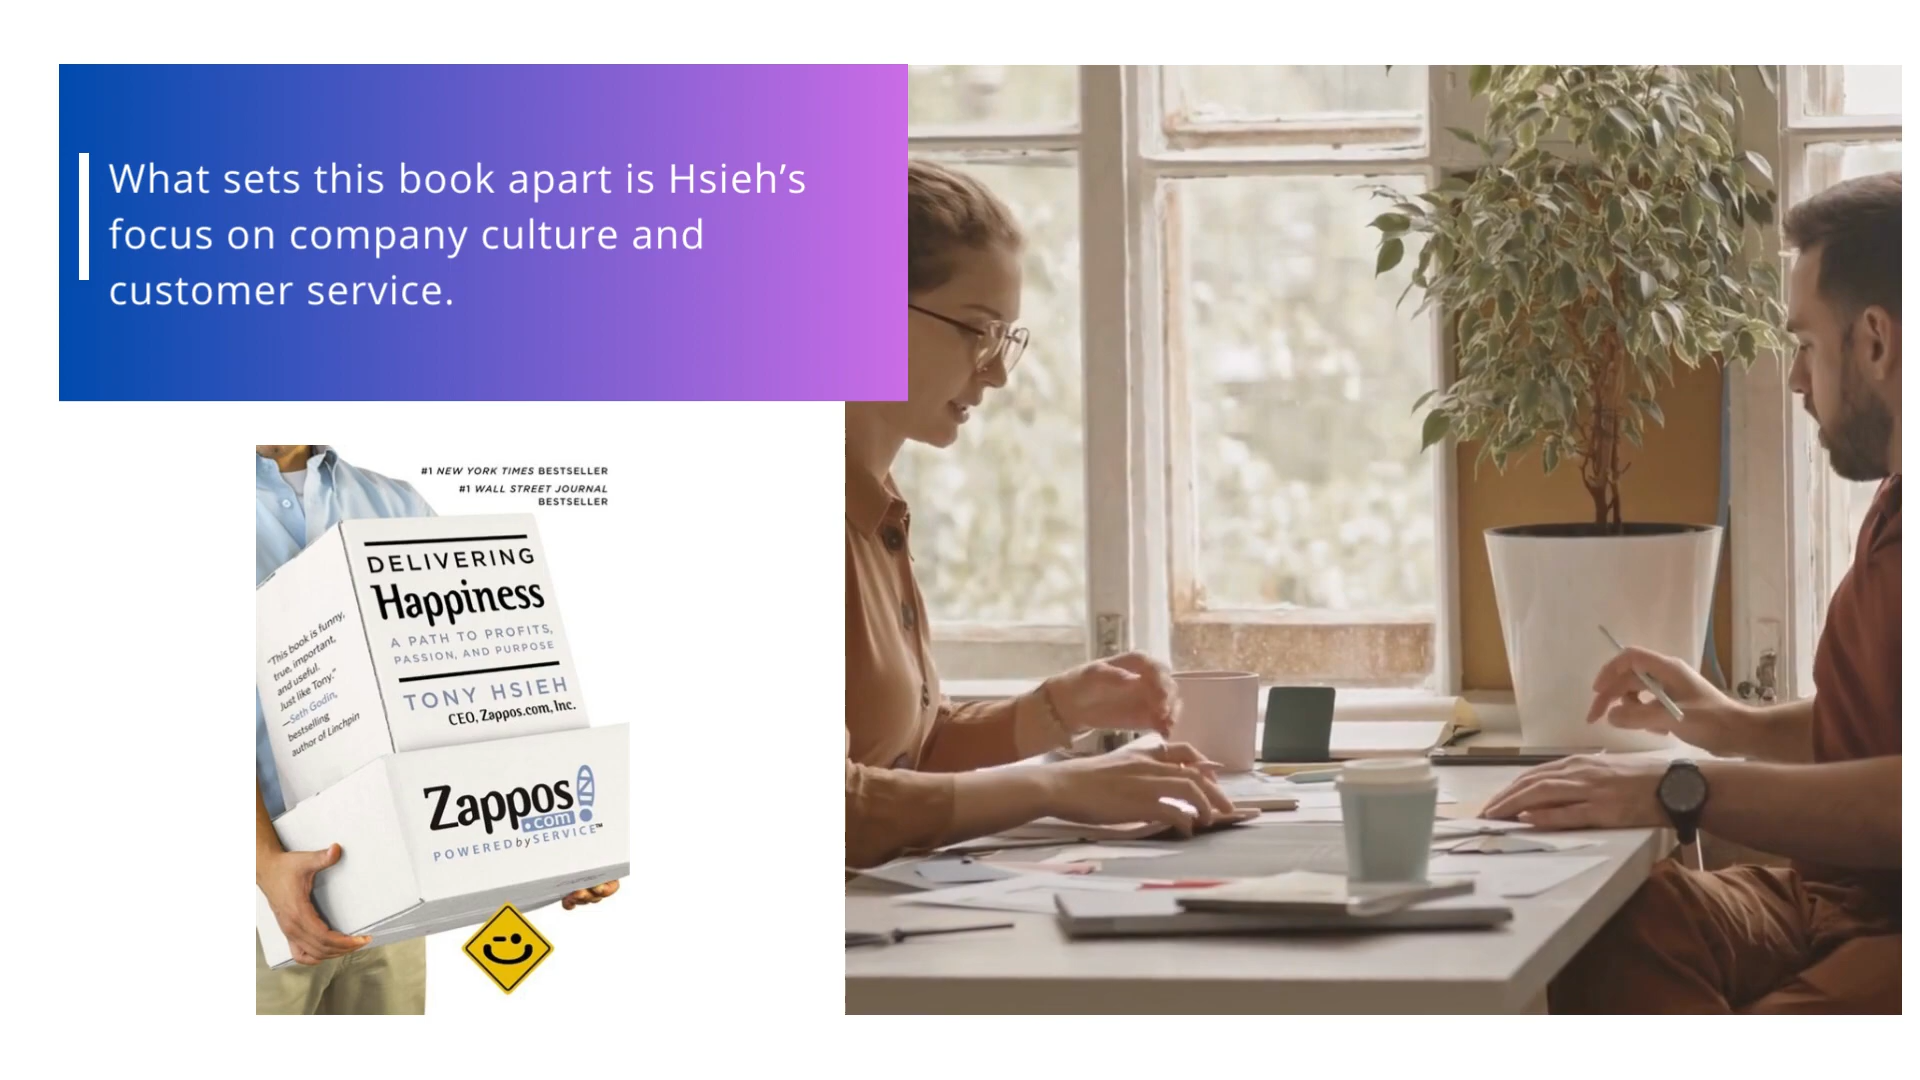 What sets this book apart is Hsieh’s
focus on company culture and
customer service.
#1 NEW YORK TIMES BESTSELLER
#1 WALL STREET JOURNAL
BESTSELLER
DELIVERING
Happiness
A PATH TO PROFITS,
PASSION, AND PURPOSE
TONY HSIEH
CEO, Zappos.com, Inc.
“This book is funny,
true, important,
and useful.
Just like Tony.”
—Seth Godin,
bestselling
author of Linchpin
Zappos
.com
POWERED by SERVICE™